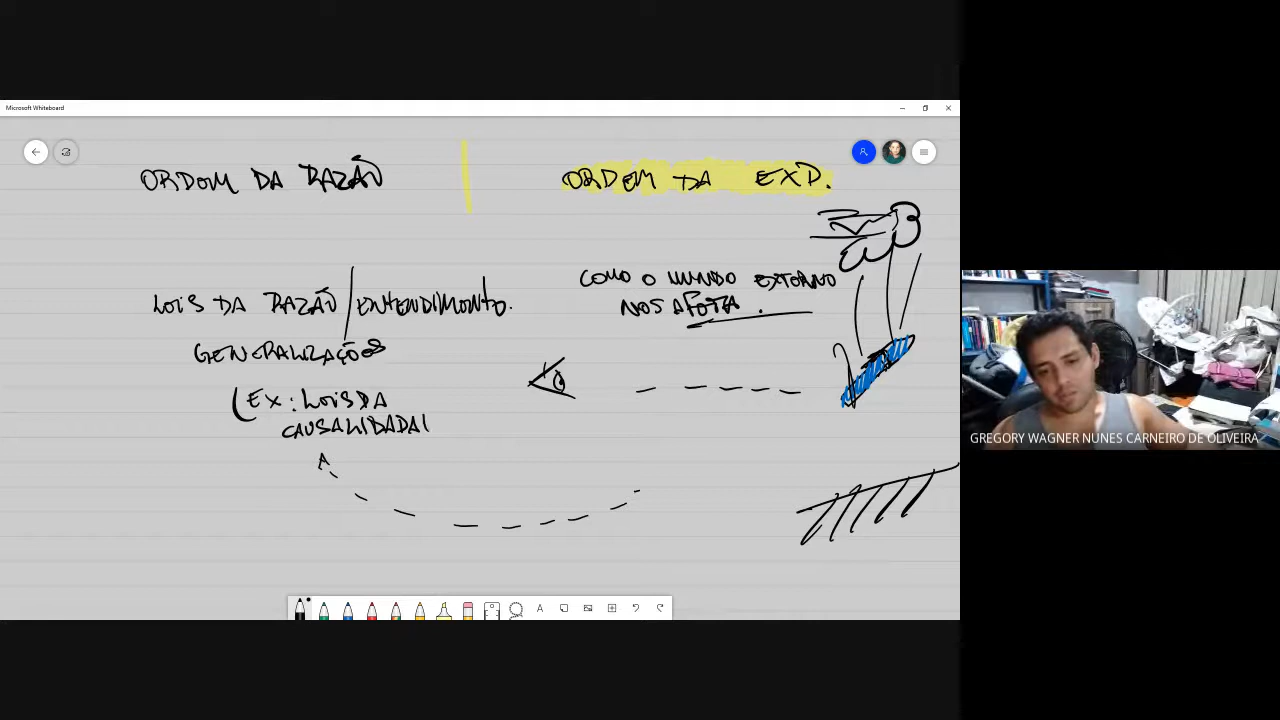 Microsoft Whiteboard
ORDEM DA RAZÃO
ORDEM DA EXP.
COMO O MUNDO EXTERNO
NOS AFETA.
LEIS DA RAZÃO/ENTENDIMENTO.
GENERALIZAÇÕES
(EX: LEIS DA
CAUSALIDADA
GREGORY WAGNER NUNES CARNEIRO DE OLIVEIRA